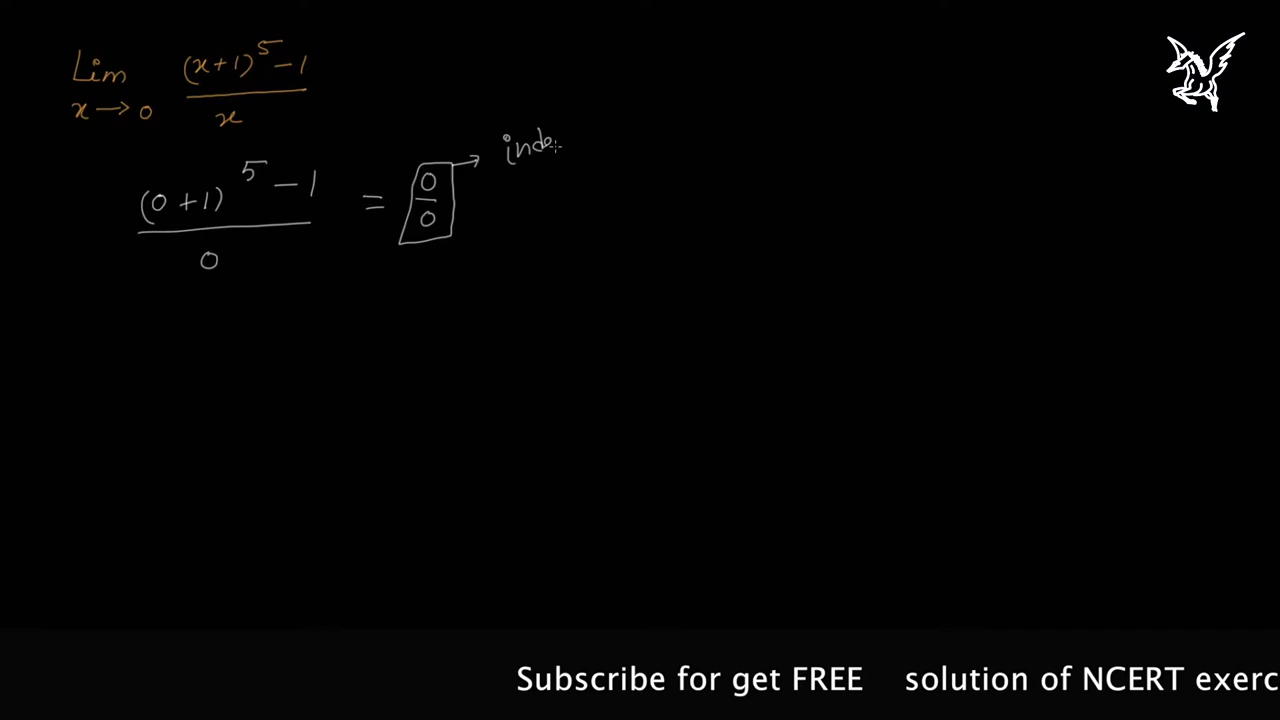 Lim (x+1)^5 - 1
x → 0 x
(0 + 1)^5 - 1 = 0 → inde
0 0
Subscribe for get FREE solution of NCERT exerc